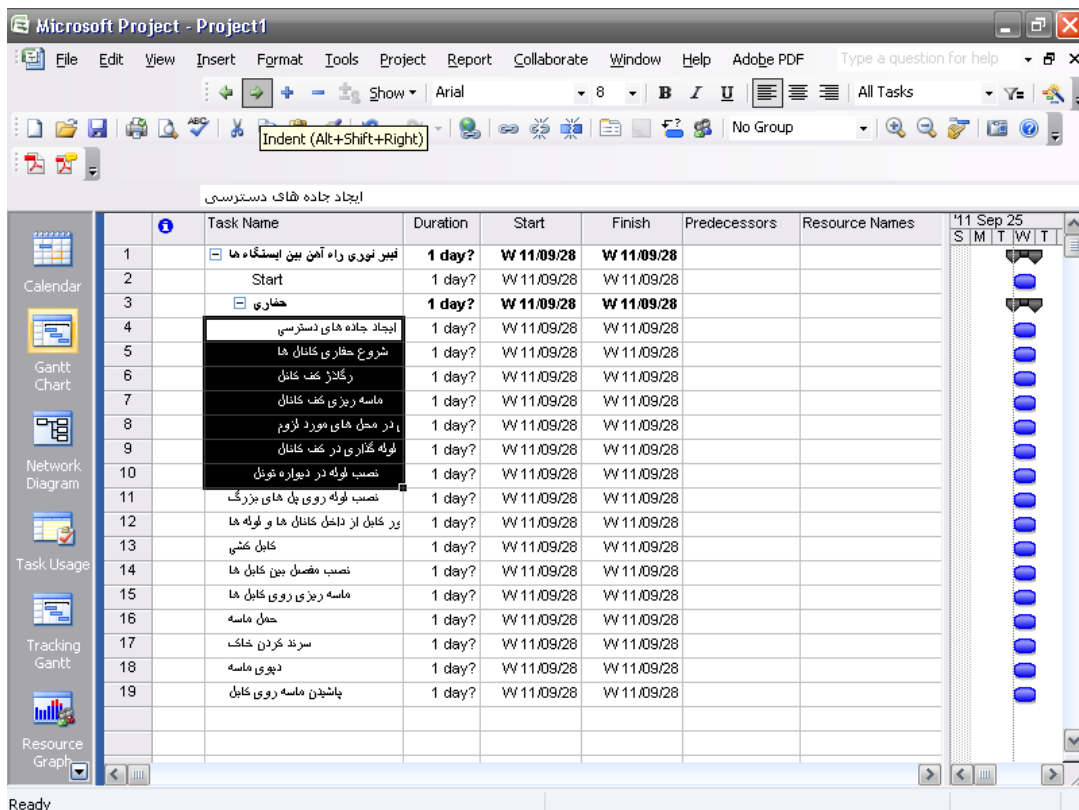 Microsoft Project - Project1
File Edit View Insert Format Tools Project Report Collaborate Window Help Adobe PDF Type a question for help
Show Arial 8 B I U All Tasks
ABC No Group
Indent (Alt+Shift+Right)
ایجاد جاده های دسترسی
Task Name Duration Start Finish Predecessors Resource Names '11 Sep 25
S M T W T
1 فیبر نوری راه آهن بین ایستگاه ها 1 day? W 11/09/28 W 11/09/28
2 Start 1 day? W 11/09/28 W 11/09/28
3 حفاری 1 day? W 11/09/28 W 11/09/28
4 ایجاد جاده های دسترسی 1 day? W 11/09/28 W 11/09/28
5 شروع حفاری کانال ها 1 day? W 11/09/28 W 11/09/28
6 رگلاژ کف کانل 1 day? W 11/09/28 W 11/09/28
7 ماسه ریزی کف کانال 1 day? W 11/09/28 W 11/09/28
8 در محل های مورد لزوم 1 day? W 11/09/28 W 11/09/28
9 لوله گذاری در کف کانال 1 day? W 11/09/28 W 11/09/28
10 نصب لوله در دیواره تونل 1 day? W 11/09/28 W 11/09/28
11 نصب لوله روی پل های بزرگ 1 day? W 11/09/28 W 11/09/28
12 ور کابل از داخل کانال ها و لوله ها 1 day? W 11/09/28 W 11/09/28
13 کابل کشی 1 day? W 11/09/28 W 11/09/28
14 نصب مفصل بین کابل ها 1 day? W 11/09/28 W 11/09/28
15 ماسه ریزی روی کابل ها 1 day? W 11/09/28 W 11/09/28
16 حمل ماسه 1 day? W 11/09/28 W 11/09/28
17 سرند کردن خاک 1 day? W 11/09/28 W 11/09/28
18 دپوی ماسه 1 day? W 11/09/28 W 11/09/28
19 پاشیدن ماسه روی کابل 1 day? W 11/09/28 W 11/09/28
Calendar
Gantt
Chart
Network
Diagram
Task Usage
Tracking
Gantt
Resource
Graph
Ready